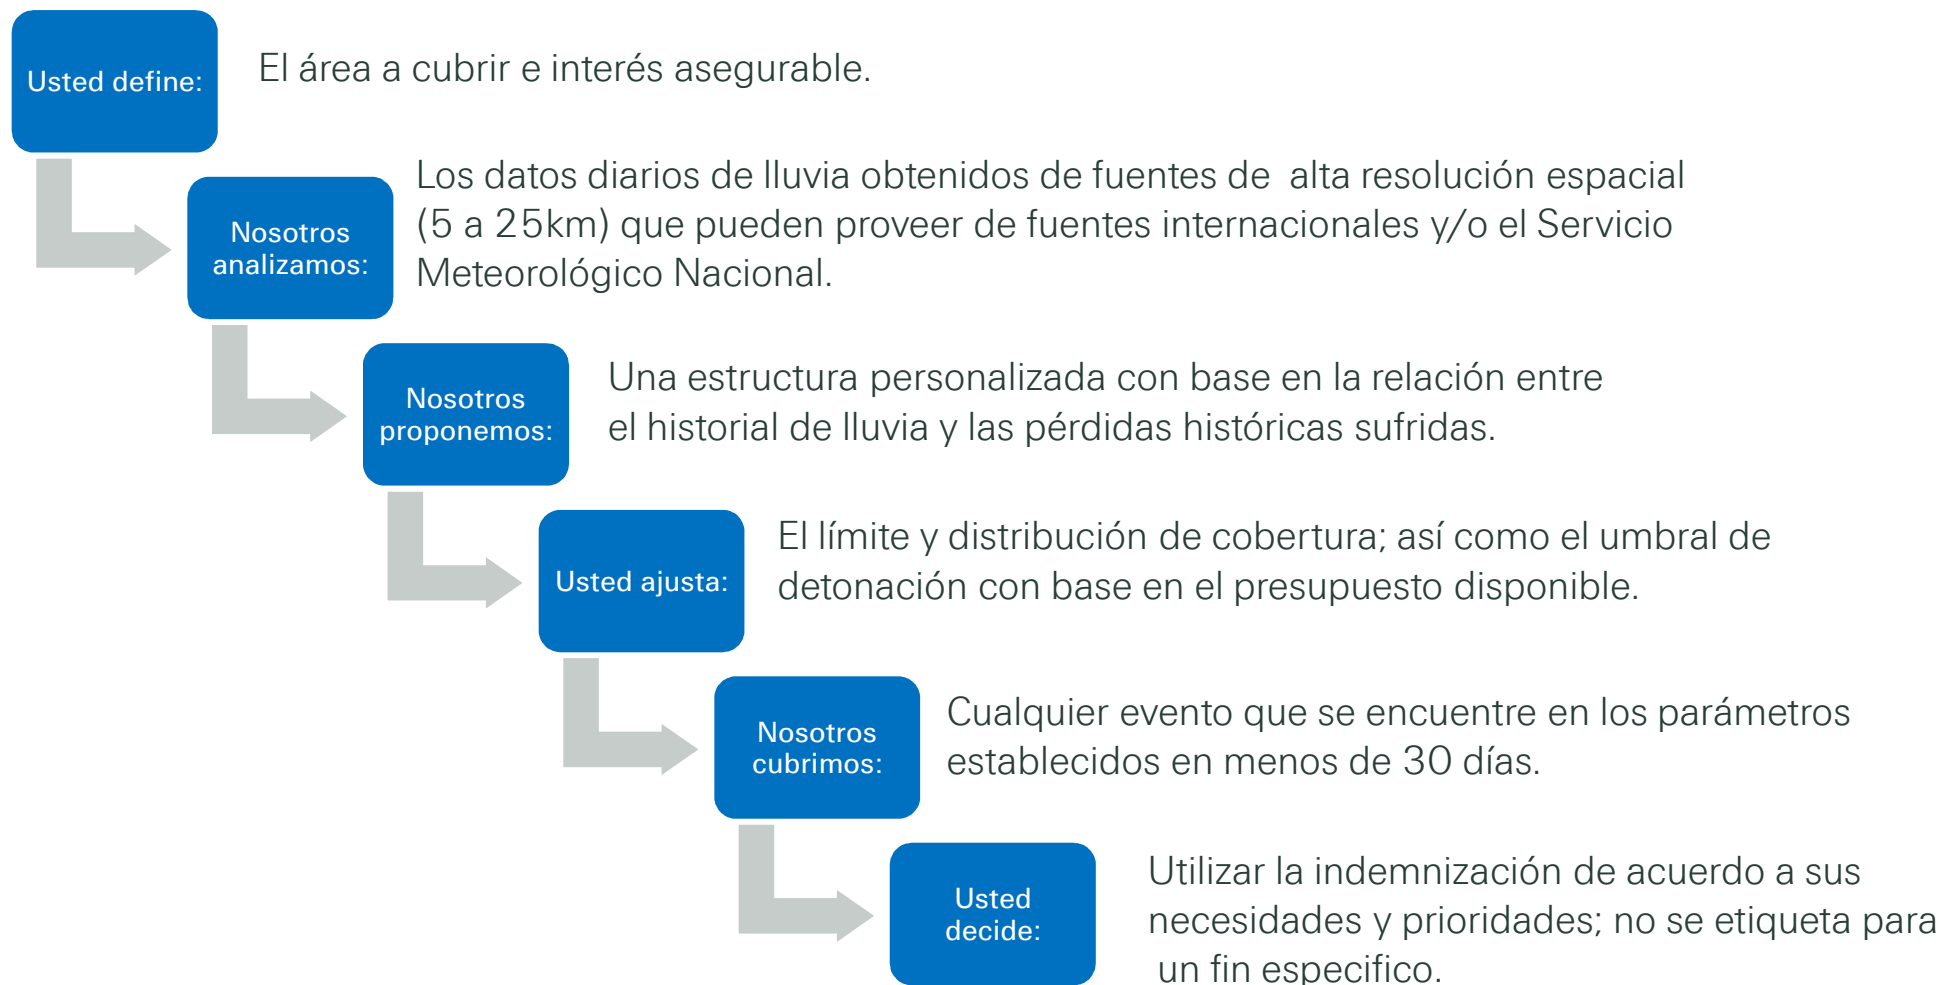 Usted define:
El área a cubrir e interés asegurable.
Nosotros
analizamos:
Los datos diarios de lluvia obtenidos de fuentes de alta resolución espacial
(5 a 25km) que pueden proveer de fuentes internacionales y/o el Servicio
Meteorológico Nacional.
Nosotros
proponemos:
Una estructura personalizada con base en la relación entre
el historial de lluvia y las pérdidas históricas sufridas.
Usted ajusta:
El límite y distribución de cobertura; así como el umbral de
detonación con base en el presupuesto disponible.
Nosotros
cubrimos:
Cualquier evento que se encuentre en los parámetros
establecidos en menos de 30 días.
Usted
decide:
Utilizar la indemnización de acuerdo a sus
necesidades y prioridades; no se etiqueta para
un fin especifico.